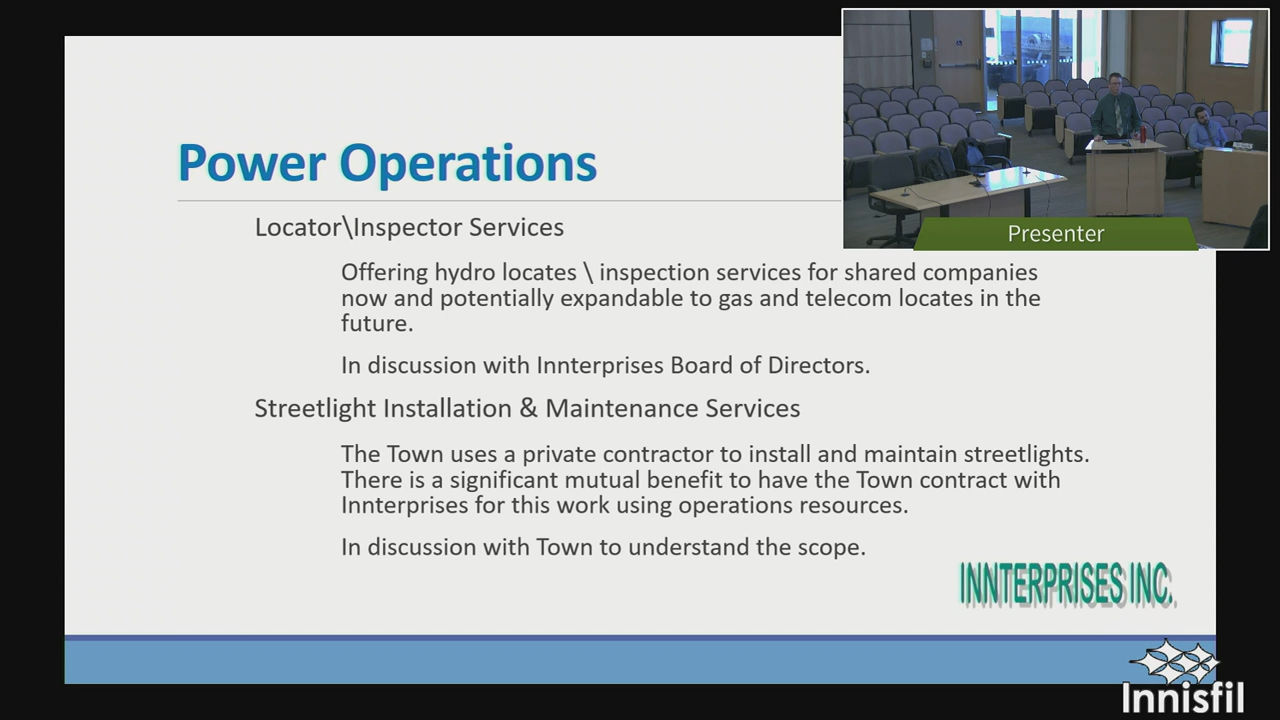 Power Operations
Presenter
Locator\Inspector Services
Offering hydro locates \ inspection services for shared companies
now and potentially expandable to gas and telecom locates in the
future.
In discussion with Innterprises Board of Directors.
Streetlight Installation & Maintenance Services
The Town uses a private contractor to install and maintain streetlights.
There is a significant mutual benefit to have the Town contract with
Innterprises for this work using operations resources.
In discussion with Town to understand the scope.
INNTERPRISES INC.
Innisfil